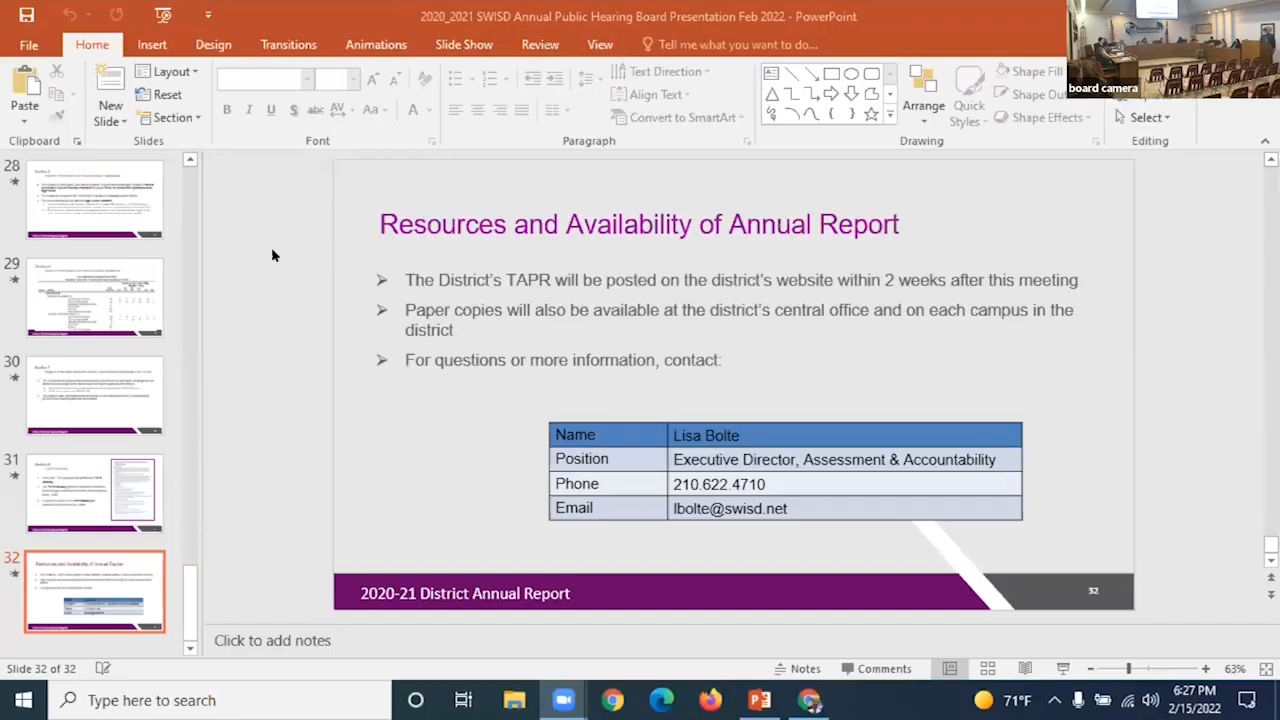 2020_2021 SWISD Annual Public Hearing Board Presentation Feb 2022 - PowerPoint
File Home Insert Design Transitions Animations Slide Show Review View Tell me what you want to do...
Paste
Clipboard
New
Slide
Layout
Reset
Section
Slides
B I U S abc AV Aa A
Font
Text Direction
Align Text
Convert to SmartArt
Paragraph
Arrange
Quick
Styles
Shape Fill
Shape Effects
Drawing
Select
Editing
board camera
28
29
30
31
32
Resources and Availability of Annual Report
The District's TAPR will be posted on the district's website within 2 weeks after this meeting
Paper copies will also be available at the district's central office and on each campus in the
district
For questions or more information, contact:
Name Lisa Bolte
Position Executive Director, Assessment & Accountability
Phone 210.622.4710
Email lbolte@swisd.net
2020-21 District Annual Report
32
Click to add notes
Slide 32 of 32
Notes
Comments
63%
Type here to search
71°F
6:27 PM
2/15/2022